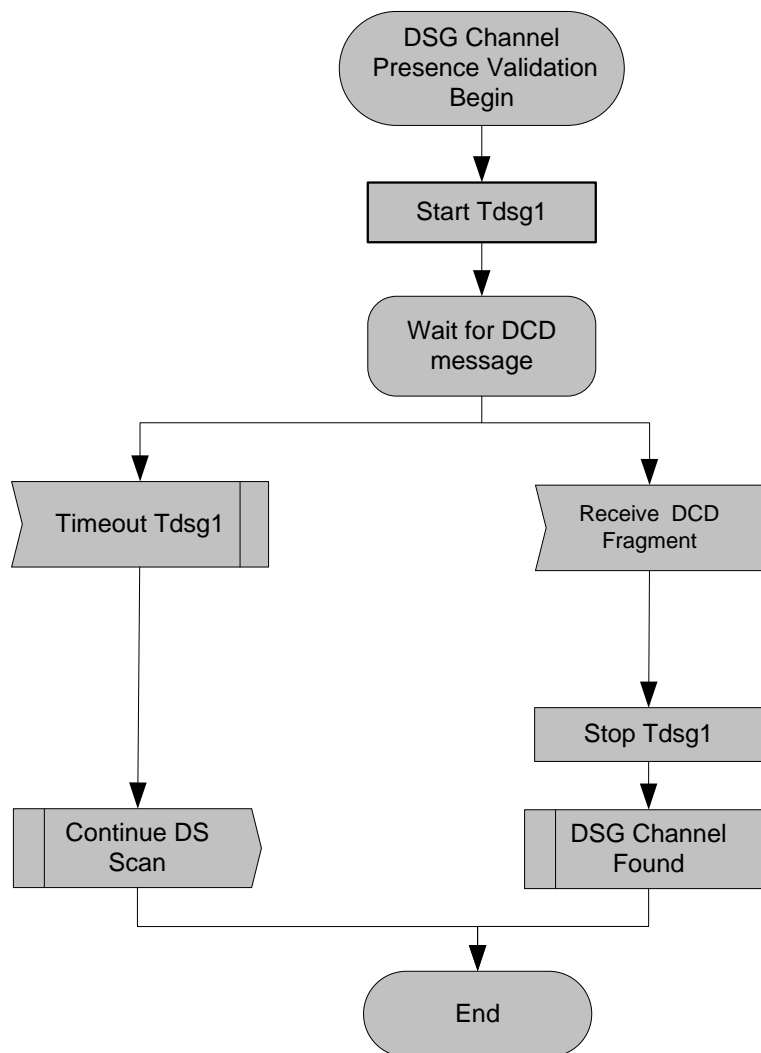 DSG Channel
Presence Validation
Begin
Start Tdsg1
Wait for DCD
message
Timeout Tdsg1
Receive DCD
Fragment
Stop Tdsg1
Continue DS
Scan
DSG Channel
Found
End